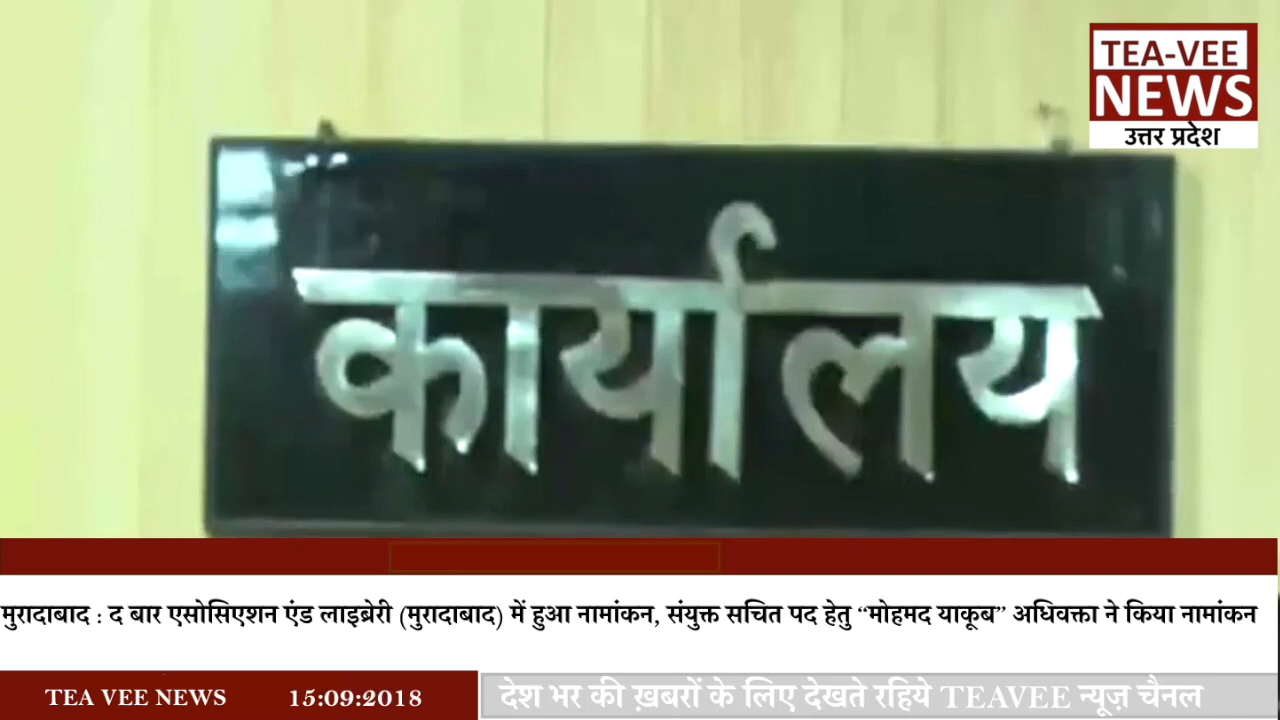 TEA-VEE
NEWS
उत्तर प्रदेश
कार्यालय
मुरादाबाद : द बार एसोसिएशन एंड लाइब्रेरी (मुरादाबाद) में हुआ नामांकन, संयुक्त सचित पद हेतु “मोहमद याकूब” अधिवक्ता ने किया नामांकन
TEA VEE NEWS 15:09:2018 देश भर की ख़बरों के लिए देखते रहिये TEAVEE न्यूज़ चैनल